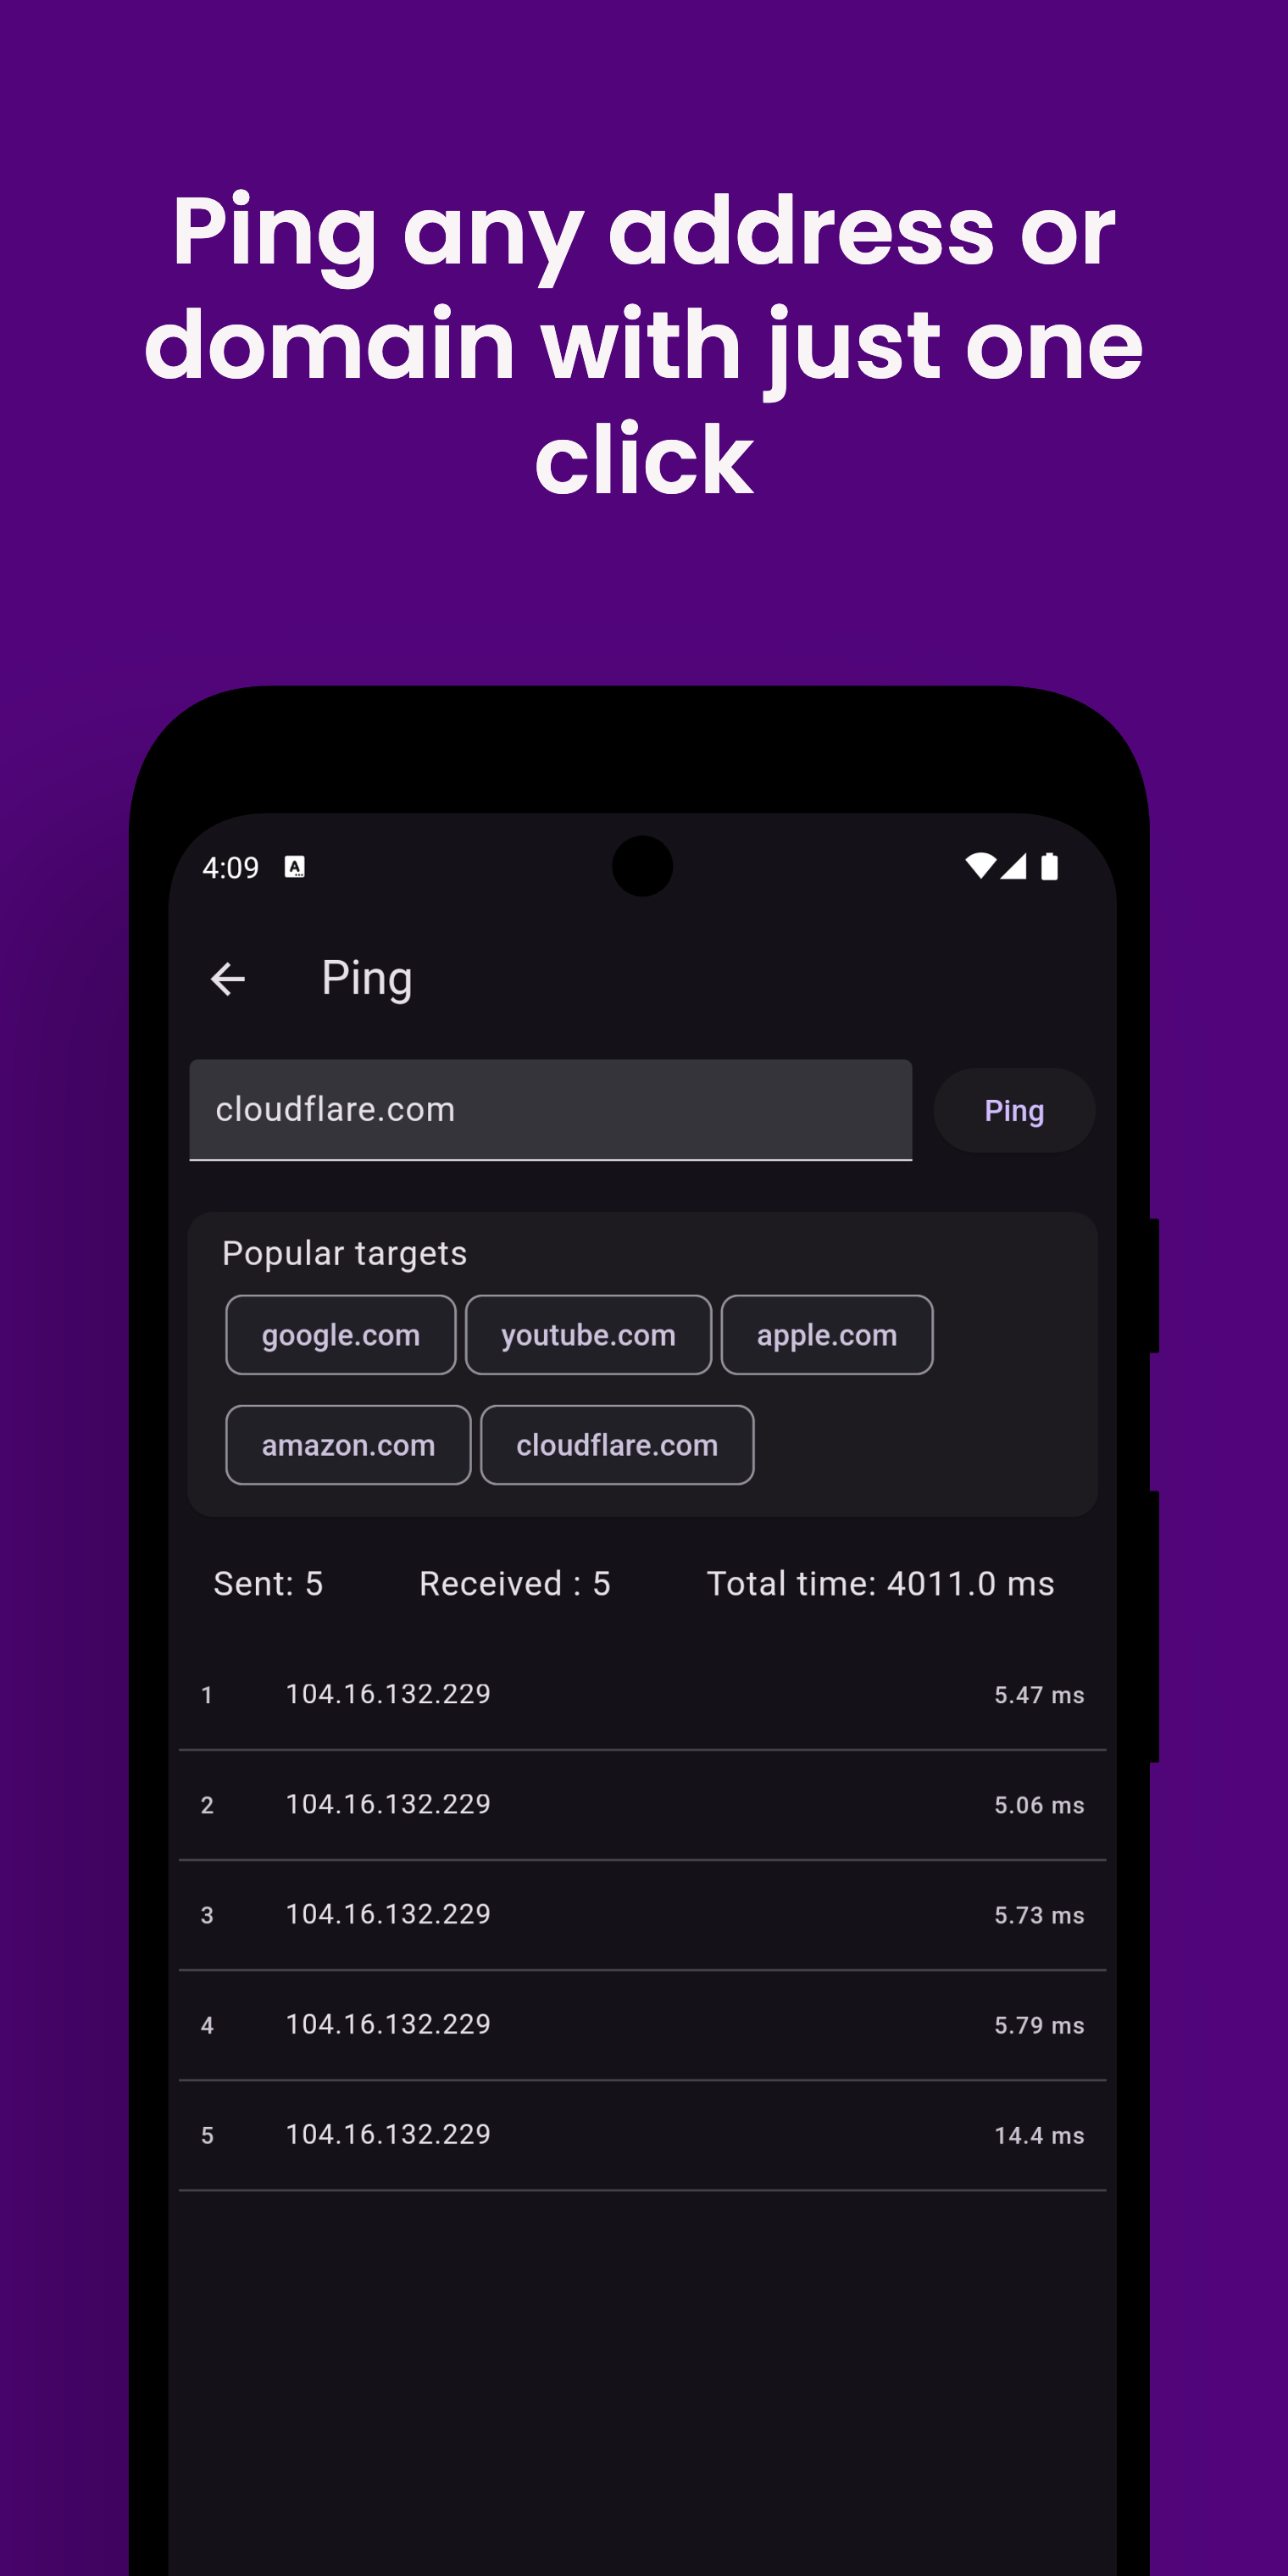 Ping any address or
domain with just one
click
4:09
A
Ping
cloudflare.com
Ping
Popular targets
google.com youtube.com apple.com
amazon.com cloudflare.com
Sent: 5 Received : 5 Total time: 4011.0 ms
1 104.16.132.229 5.47 ms
2 104.16.132.229 5.06 ms
3 104.16.132.229 5.73 ms
4 104.16.132.229 5.79 ms
5 104.16.132.229 14.4 ms